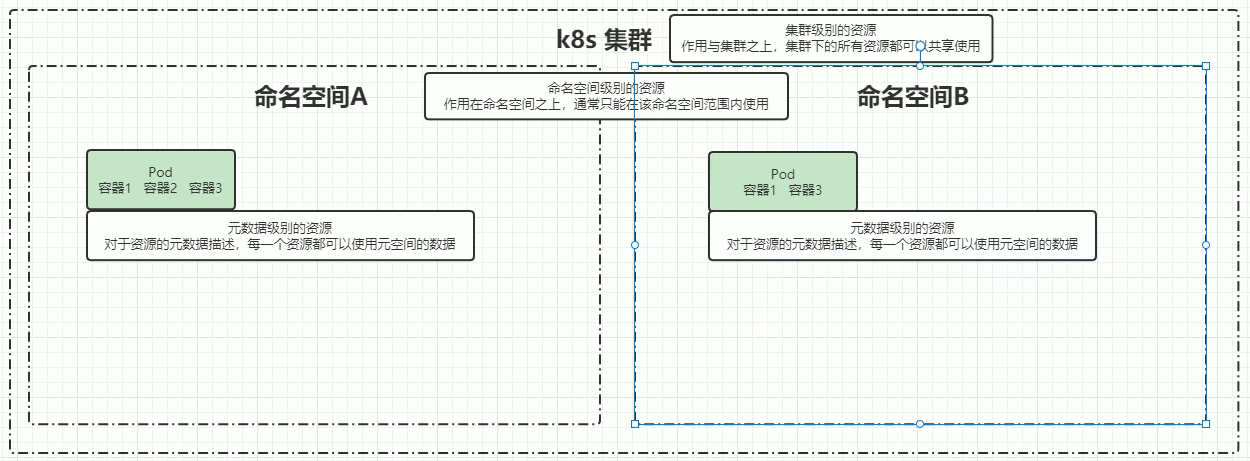 k8s 集群
集群级别的资源
作用与集群之上，集群下的所有资源都可以共享使用
命名空间A
命名空间级别的资源
作用在命名空间之上，通常只能在该命名空间范围内使用
命名空间B
Pod
容器1 容器2 容器3
元数据级别的资源
对于资源的元数据描述，每一个资源都可以使用元空间的数据
Pod
容器1 容器3
元数据级别的资源
对于资源的元数据描述，每一个资源都可以使用元空间的数据